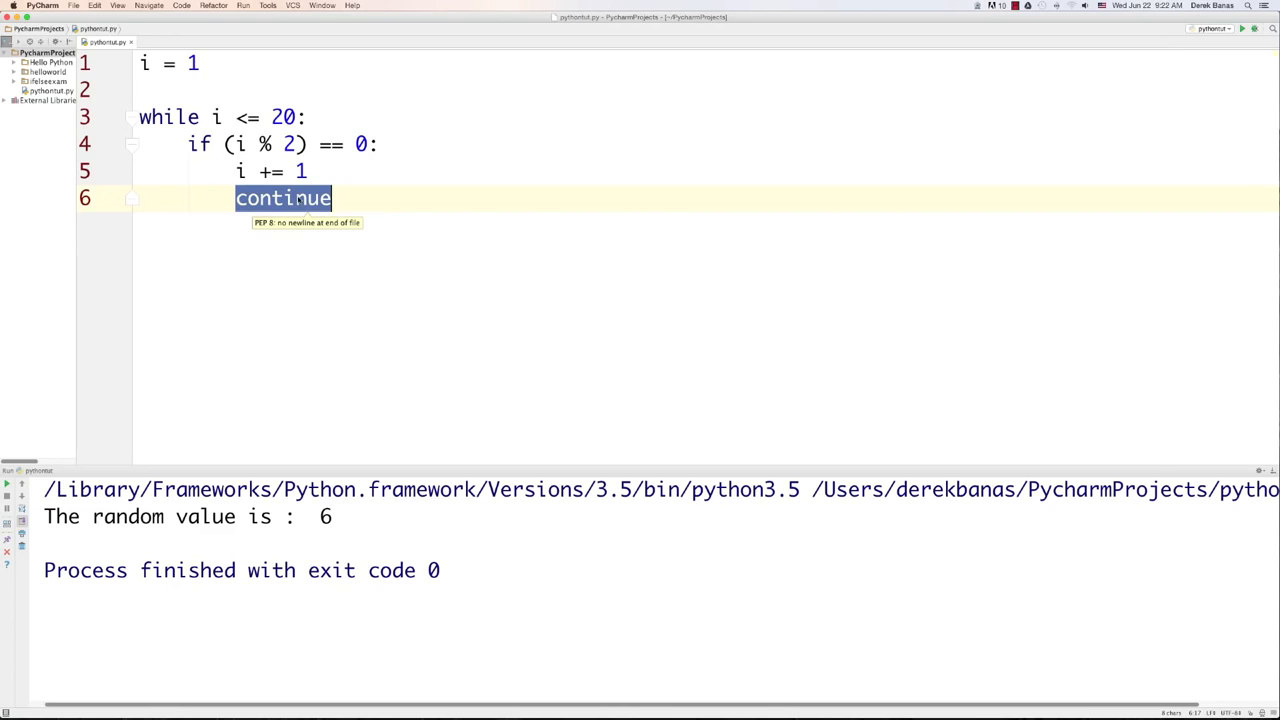 PyCharm File Edit View Navigate Code Refactor Run Tools VCS Window Help 10 Wed Jun 22 9:22 AM Derek Banas
pythontut.py - PycharmProjects - [~/PycharmProjects]
PycharmProjects pythontut.py pythontut
pythontut.py ×
PycharmProject
Hello Python
helloworld
ifelseexam
pythontut.py
External Librarie
1 i = 1
2
3 while i <= 20:
4 if (i % 2) == 0:
5 i += 1
6 continue
PEP 8: no newline at end of file
Run pythontut
/Library/Frameworks/Python.framework/Versions/3.5/bin/python3.5 /Users/derekbanas/PycharmProjects/pytho
The random value is : 6
Process finished with exit code 0
8 chars 6:17 LF÷ UTF-8÷